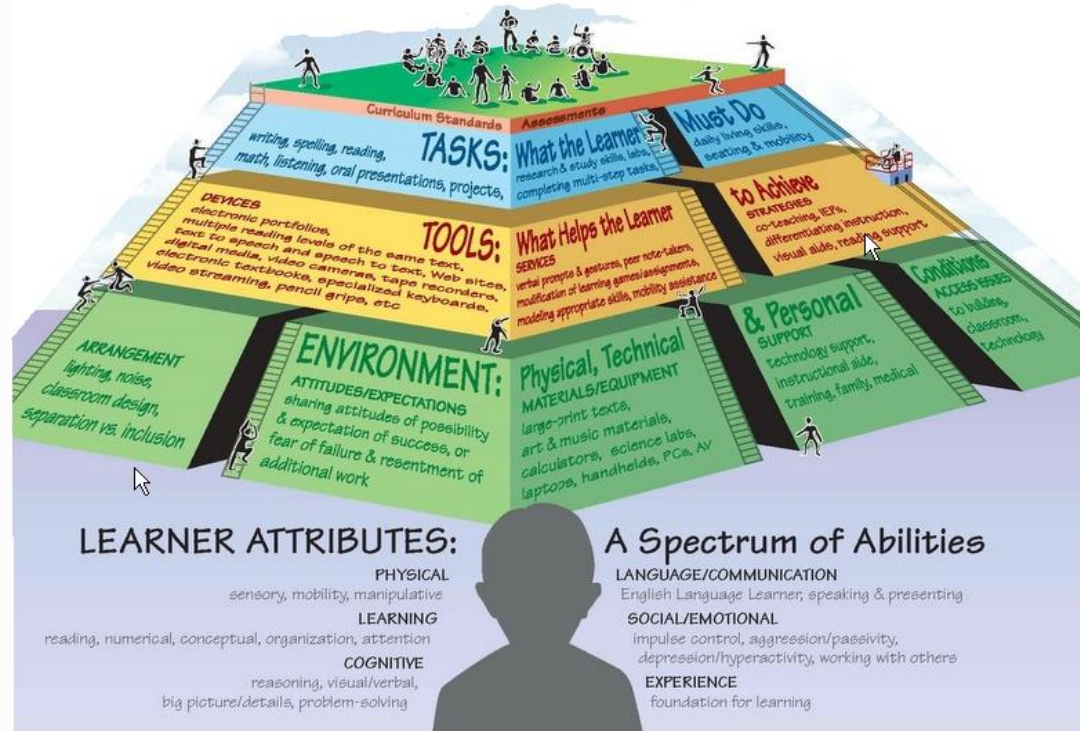 Curriculum Standards
Assessments
TASKS:
writing, spelling, reading,
math, listening, oral presentations, projects,
What the Learner
research & study skills, labs,
completing multi-step tasks,
Must Do
daily living skills,
seating & mobility
DEVICES
TOOLS:
electronic portfolios,
multiple reading levels of the same text,
text to speech and speech to text, Web sites,
digital media, video cameras, tape recorders,
electronic textbooks, specialized keyboards,
video streaming, pencil grips, etc
What Helps the Learner
SERVICES
verbal prompts & gestures, peer note-takers,
modification of learning games/assignments,
modeling appropriate skills, mobility assistance
to Achieve
STRATEGIES
co-teaching, IEPs,
differentiating instruction,
visual aids, reading support
ARRANGEMENT
lighting, noise,
classroom design,
separation vs. inclusion
ENVIRONMENT:
ATTITUDES/EXPECTATIONS
sharing attitudes of possibility
& expectation of success, or
fear of failure & resentment of
additional work
Physical, Technical
MATERIALS/EQUIPMENT
large-print texts,
art & music materials,
calculators, science labs,
laptops, handhelds, PCs, AV
& Personal
SUPPORT
technology support,
instructional aide,
training, family, medical
Conditions
ACCESS ISSES
to building,
classroom,
technology
LEARNER ATTRIBUTES:
PHYSICAL
sensory, mobility, manipulative
LEARNING
reading, numerical, conceptual, organization, attention
COGNITIVE
reasoning, visual/verbal,
big picture/details, problem-solving
A Spectrum of Abilities
LANGUAGE/COMMUNICATION
English Language Learner, speaking & presenting
SOCIAL/EMOTIONAL
impulse control, aggression/passivity,
depression/hyperactivity, working with others
EXPERIENCE
foundation for learning